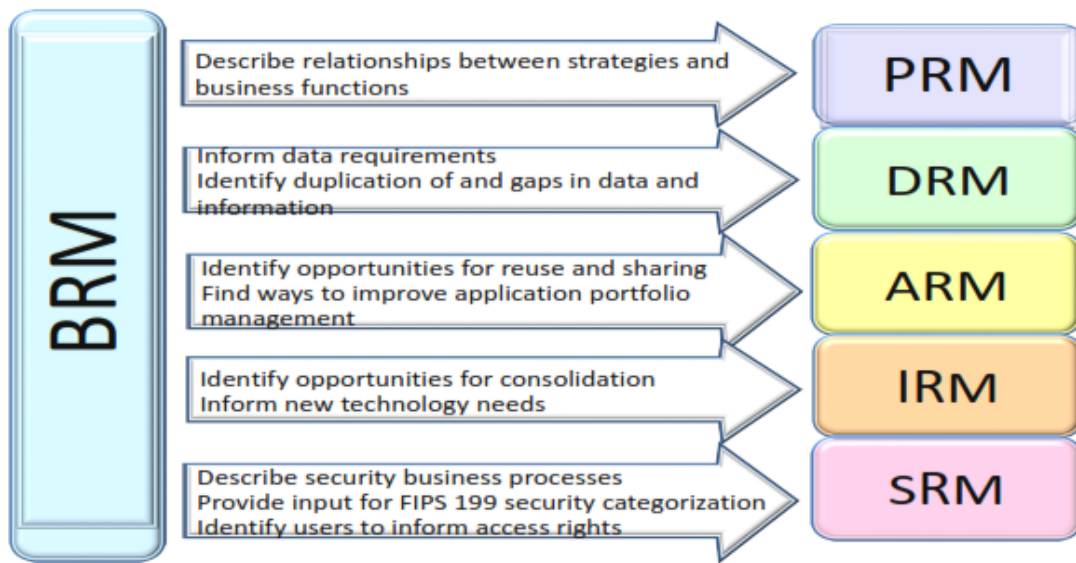 BRM
Describe relationships between strategies and
business functions
PRM
Inform data requirements
Identify duplication of and gaps in data and
information
DRM
Identify opportunities for reuse and sharing
Find ways to improve application portfolio
management
ARM
Identify opportunities for consolidation
Inform new technology needs
IRM
Describe security business processes
Provide input for FIPS 199 security categorization
Identify users to inform access rights
sRM